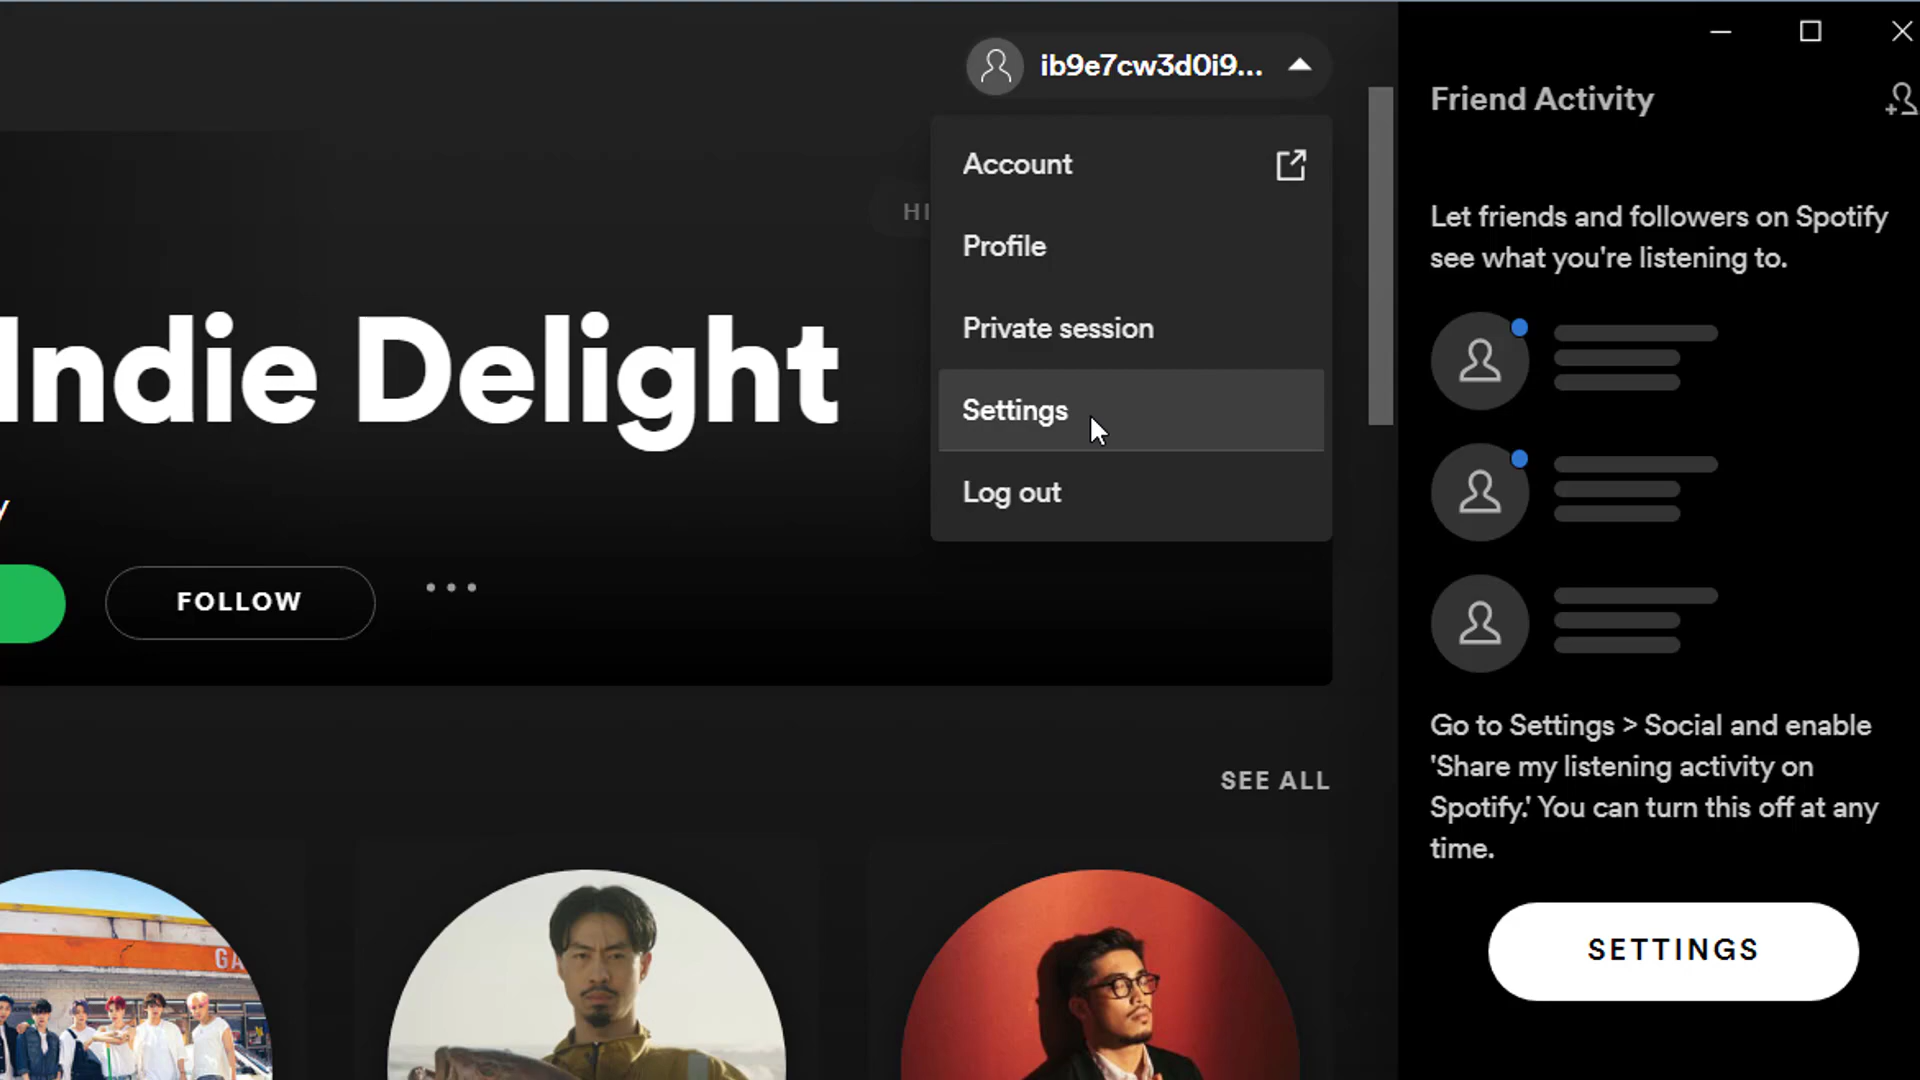 ib9e7cw3d0i9...
Friend Activity
Account
Profile
Private session
Settings
Log out
HI
Indie Delight
y
FOLLOW
SEE ALL
Let friends and followers on Spotify
see what you're listening to.
Go to Settings > Social and enable
'Share my listening activity on
Spotify.' You can turn this off at any
time.
SETTINGS
GA